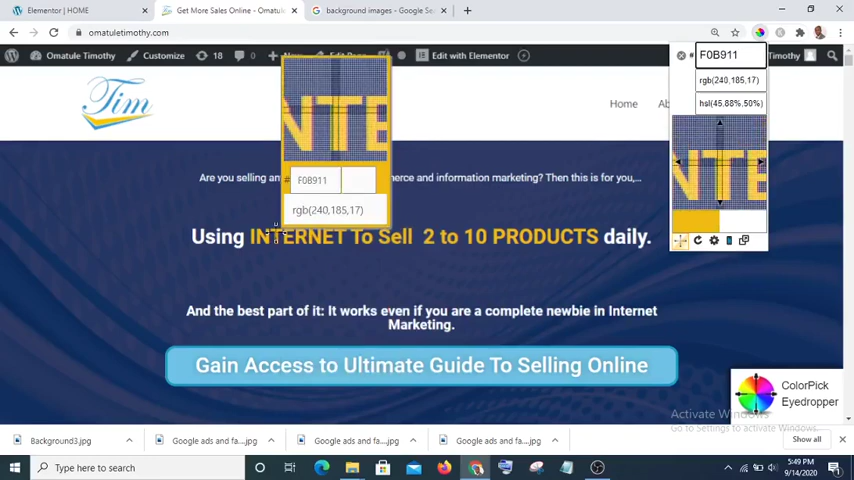 Elementor | HOME
Get More Sales Online - Omatul
background images - Google Se
omatuletimothy.com
Omatule Timothy
Customize
18
0
New
Edit Page
Edit with Elementor
Timothy
# F0B911
rgb(240,185,17)
hsl(45.88%,50%)
Tim
Home
NTE
# F0B911
rgb(240,185,17)
NTE
Are you selling
merce and information marketing? Then this is for you,...
Using INTERNET To Sell 2 to 10 PRODUCTS daily.
And the best part of it: It works even if you are a complete newbie in Internet
Marketing.
Gain Access to Ultimate Guide To Selling Online
ColorPick
Eyedropper
Activate Windows
Go to Settings to activate Windows.
Background3.jpg
Google ads and fa....jpg
Google ads and fa....jpg
Google ads and fa....jpg
Show all
Type here to search
5:49 PM
9/14/2020